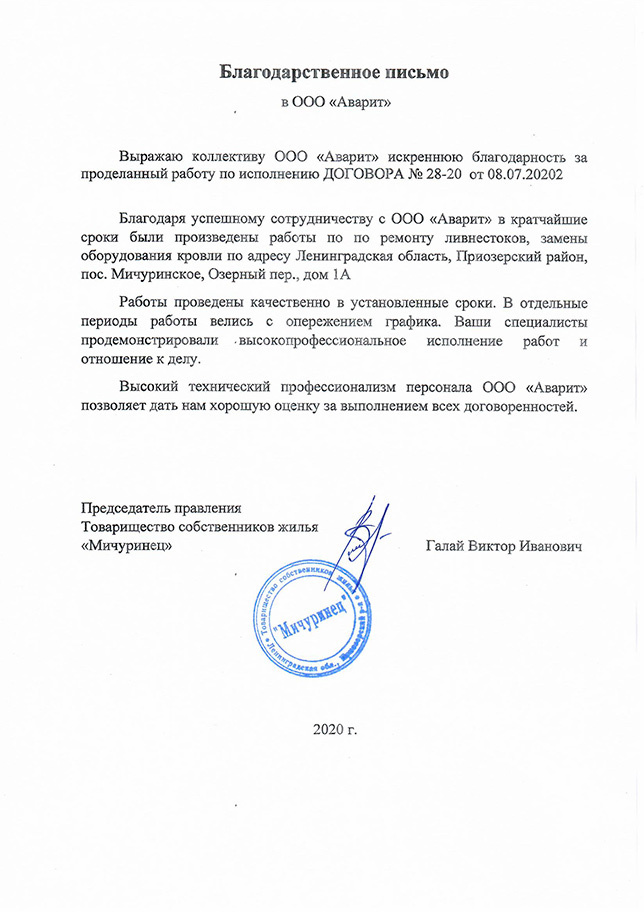 Благодарственное письмо
в ООО «Аварит»
Выражаю коллективу ООО «Аварит» искреннюю благодарность за
проделанный работу по исполнению ДОГОВОРА № 28-20 от 08.07.20202
Благодаря успешному сотрудничеству с ООО «Аварит» в кратчайшие
сроки были произведены работы по по ремонту ливнестоков, замены
оборудования кровли по адресу Ленинградская область, Приозерский район,
пос. Мичуринское, Озерный пер., дом 1А
Работы проведены качественно в установленные сроки. В отдельные
периоды работы велись с опережением графика. Ваши специалисты
продемонстрировали высокопрофессиональное исполнение работ и
отношение к делу.
Высокий технический профессионализм персонала ООО «Аварит»
позволяет дать нам хорошую оценку за выполнением всех договоренностей.
Председатель правления
Товарищество собственников жилья
«Мичуринец»
Галай Виктор Иванович
Товарищество собственников жилья
"Мичуринец"
Ленинградская обл.,
2020 г.